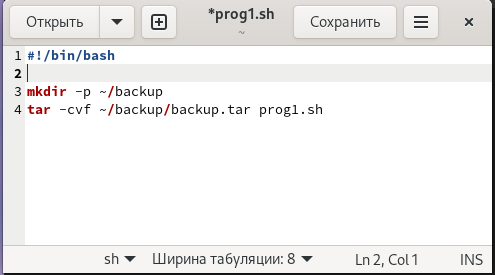 Открыть
*prog1.sh
~
Сохранить
1 #!/bin/bash
2
3 mkdir -p ~/backup
4 tar -cvf ~/backup/backup.tar prog1.sh
sh Ширина табуляции: 8 Ln 2, Col 1 INS